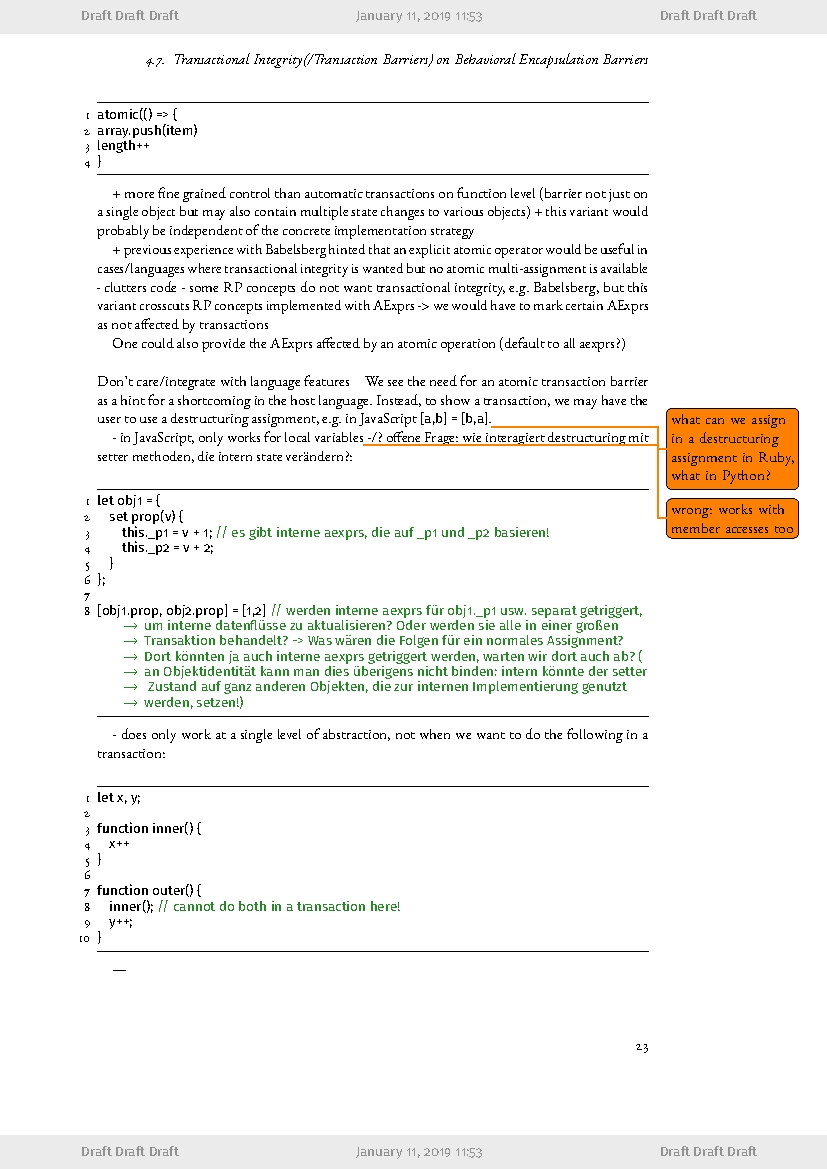 Draft Draft Draft January 11, 2019 11:53 Draft Draft Draft
4.7. Transactional Integrity(/Transaction Barriers) on Behavioral Encapsulation Barriers
1 atomic(() => {
2 array.push(item)
3 length++
4 }
+ more fine grained control than automatic transactions on function level (barrier not just on
a single object but may also contain multiple state changes to various objects) + this variant would
probably be independent of the concrete implementation strategy
+ previous experience with Babelsberg hinted that an explicit atomic operator would be useful in
cases/languages where transactional integrity is wanted but no atomic multi-assignment is available
- clutters code - some RP concepts do not want transactional integrity, e.g. Babelsberg, but this
variant crosscuts RP concepts implemented with AExprs -> we would have to mark certain AExprs
as not affected by transactions
One could also provide the AExprs affected by an atomic operation (default to all aexprs?)
Don't care/integrate with language features We see the need for an atomic transaction barrier
as a hint for a shortcoming in the host language. Instead, to show a transaction, we may have the
user to use a destructuring assignment, e.g. in JavaScript [a,b] = [b,a].
- in JavaScript, only works for local variables -/? offene Frage: wie interagiert destructuring mit
setter methoden, die intern state verändern?:
what can we assign
in a destructuring
assignment in Ruby,
what in Python?
wrong: works with
member accesses too
1 let obj1 = {
2 set prop(v) {
3 this._p1 = v + 1; // es gibt interne aexprs, die auf _p1 und _p2 basieren!
4 this._p2 = v + 2;
5 }
6 };
7
8 [obj1.prop, obj2.prop] = [1,2] // werden interne aexprs für obj1._p1 usw. separat getriggert,
→ um interne datenflüsse zu aktualisieren? Oder werden sie alle in einer großen
→ Transaktion behandelt? -> Was wären die Folgen für ein normales Assignment?
→ Dort könnten ja auch interne aexprs getriggert werden, warten wir dort auch ab? (
→ an Objektidentität kann man dies überigens nicht binden: intern könnte der setter
→ Zustand auf ganz anderen Objekten, die zur internen Implementierung genutzt
→ werden, setzen!)
- does only work at a single level of abstraction, not when we want to do the following in a
transaction:
1 let x, y;
2
3 function inner() {
4 x++
5 }
6
7 function outer() {
8 inner(); // cannot do both in a transaction here!
9 y++;
10 }
—
23
Draft Draft Draft January 11, 2019 11:53 Draft Draft Draft